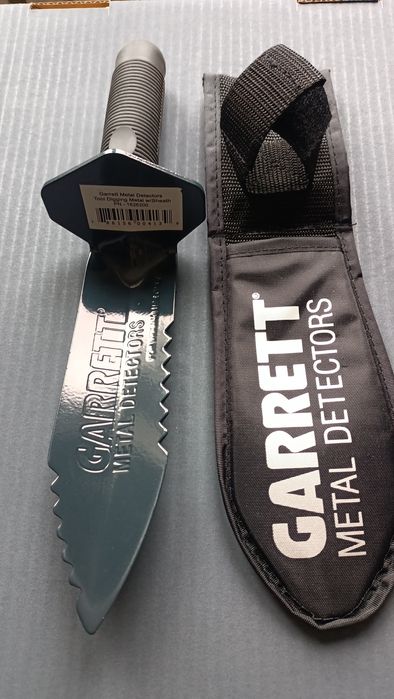 Garrett Metal Detectors
Tool Digging Metal w/Sheath
PN - 1626200
GARRETT®
METAL DETECTORS
GARRETT®
METAL DETECTORS